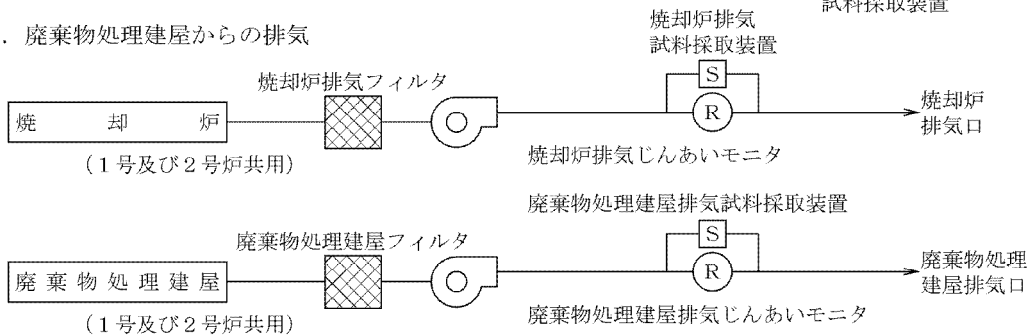 試料採取装置
．廃棄物処理建屋からの排気
焼却炉排気
試料採取装置
焼却炉排気フィルタ
S
焼却炉
R
焼却炉
排気口
（１号及び２号炉共用）
焼却炉排気じんあいモニタ
廃棄物処理建屋排気試料採取装置
廃棄物処理建屋フィルタ
S
廃棄物処理建屋
R
廃棄物処理
建屋排気口
（１号及び２号炉共用）
廃棄物処理建屋排気じんあいモニタ